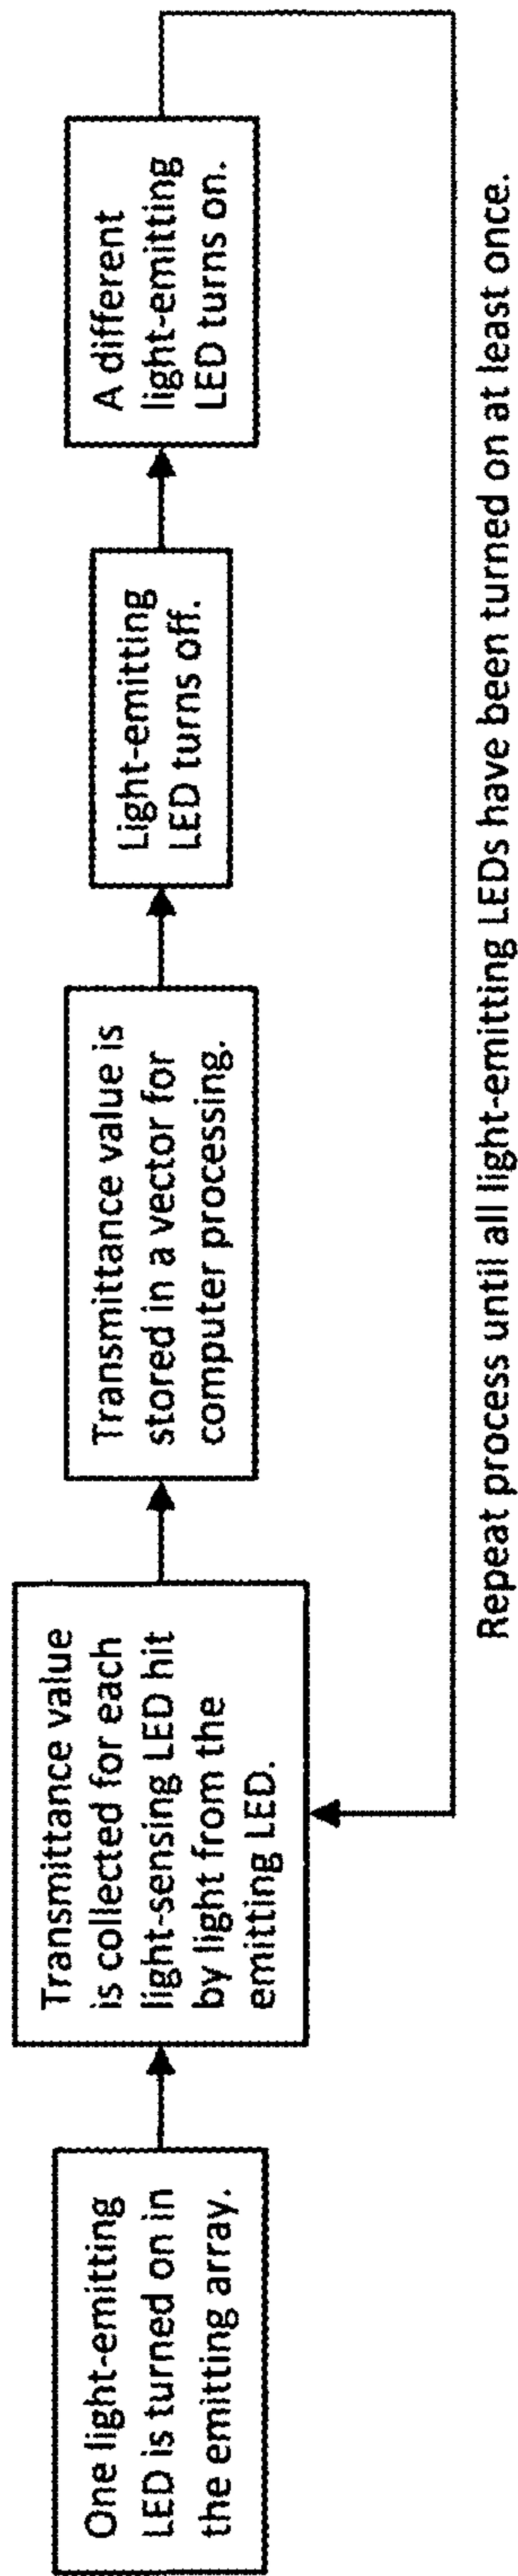 One light-emitting
LED is turned on in
the emitting array.
Transmittance value
is collected for each
light-sensing LED hit
by light from the
emitting LED.
Transmittance value is
stored in a vector for
computer processing.
Light-emitting
LED turns off.
A different
light-emitting
LED turns on.
Repeat process until all light-emitting LEDs have been turned on at least once.